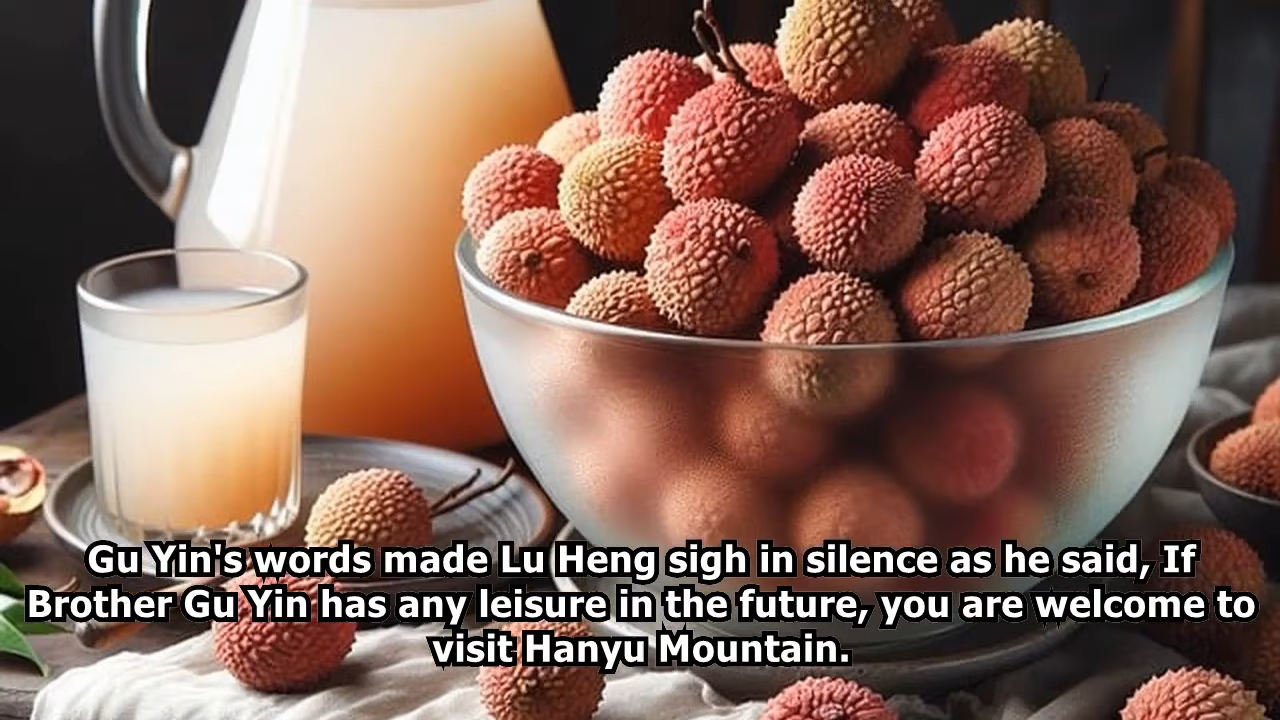 Gu Yin's words made Lu Heng sigh in silence as he said, If
Brother Gu Yin has any leisure in the future, you are welcome to
visit Hanyu Mountain.